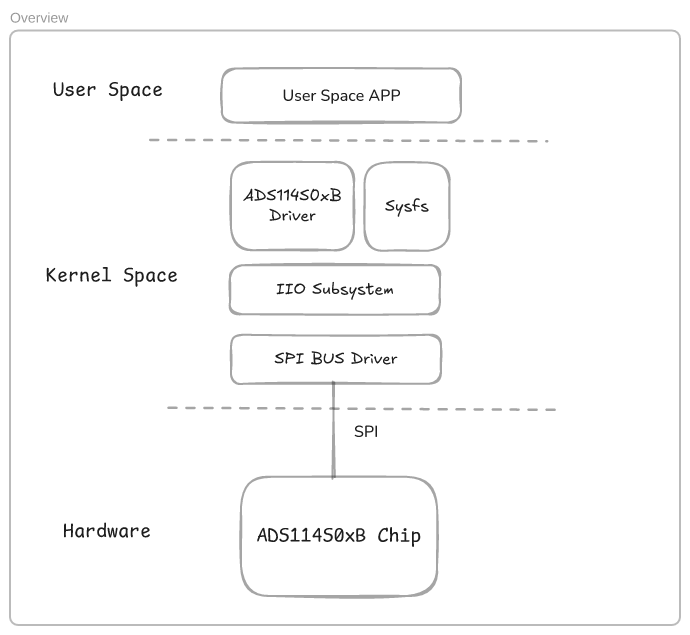 Overview
User Space
User Space APP
ADS114S0xB
Driver
Sysfs
Kernel Space
IIO Subsystem
SPI BUS Driver
SPI
Hardware
ADS114S0xB Chip